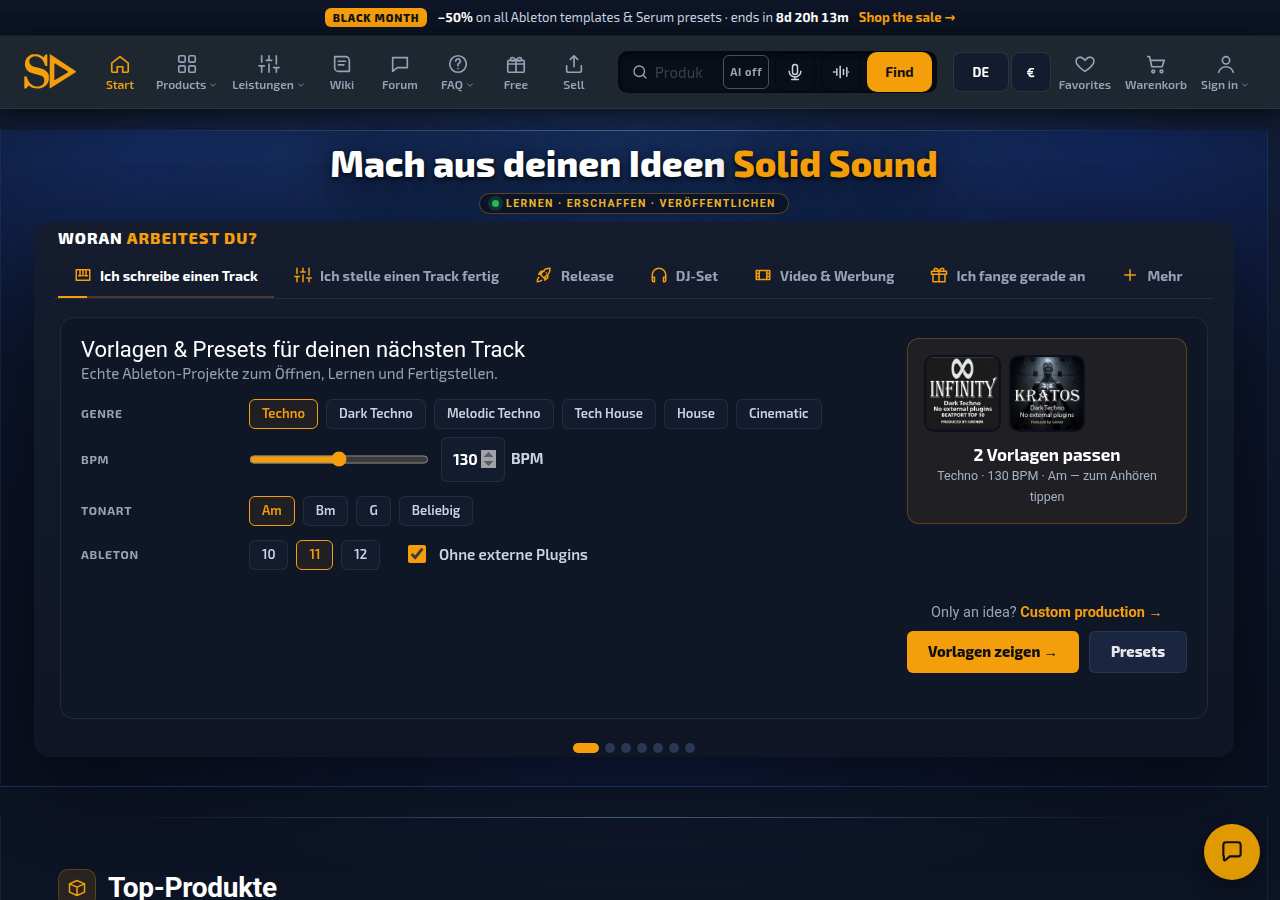 BLACK MONTH −50% on all Ableton templates & Serum presets · ends in 8d 20h 13m Shop the sale →
Start Products Leistungen Wiki Forum FAQ Free Sell Produk AI off Find DE € Favorites Warenkorb Sign in
Mach aus deinen Ideen Solid Sound
LERNEN · ERSCHAFFEN · VERÖFFENTLICHEN
WORAN ARBEITEST DU?
Ich schreibe einen Track Ich stelle einen Track fertig Release DJ-Set Video & Werbung Ich fange gerade an Mehr
Vorlagen & Presets für deinen nächsten Track
Echte Ableton-Projekte zum Öffnen, Lernen und Fertigstellen.
GENRE Techno Dark Techno Melodic Techno Tech House House Cinematic
BPM 130 BPM
TONART Am Bm G Beliebig
ABLETON 10 11 12 Ohne externe Plugins
INFINITY
Dark Techno
No external plugins
BEATPORT TOP 10
KRATOS
Dark Techno
No external plugins
2 Vorlagen passen
Techno · 130 BPM · Am — zum Anhören
tippen
Only an idea? Custom production →
Vorlagen zeigen → Presets
Top-Produkte